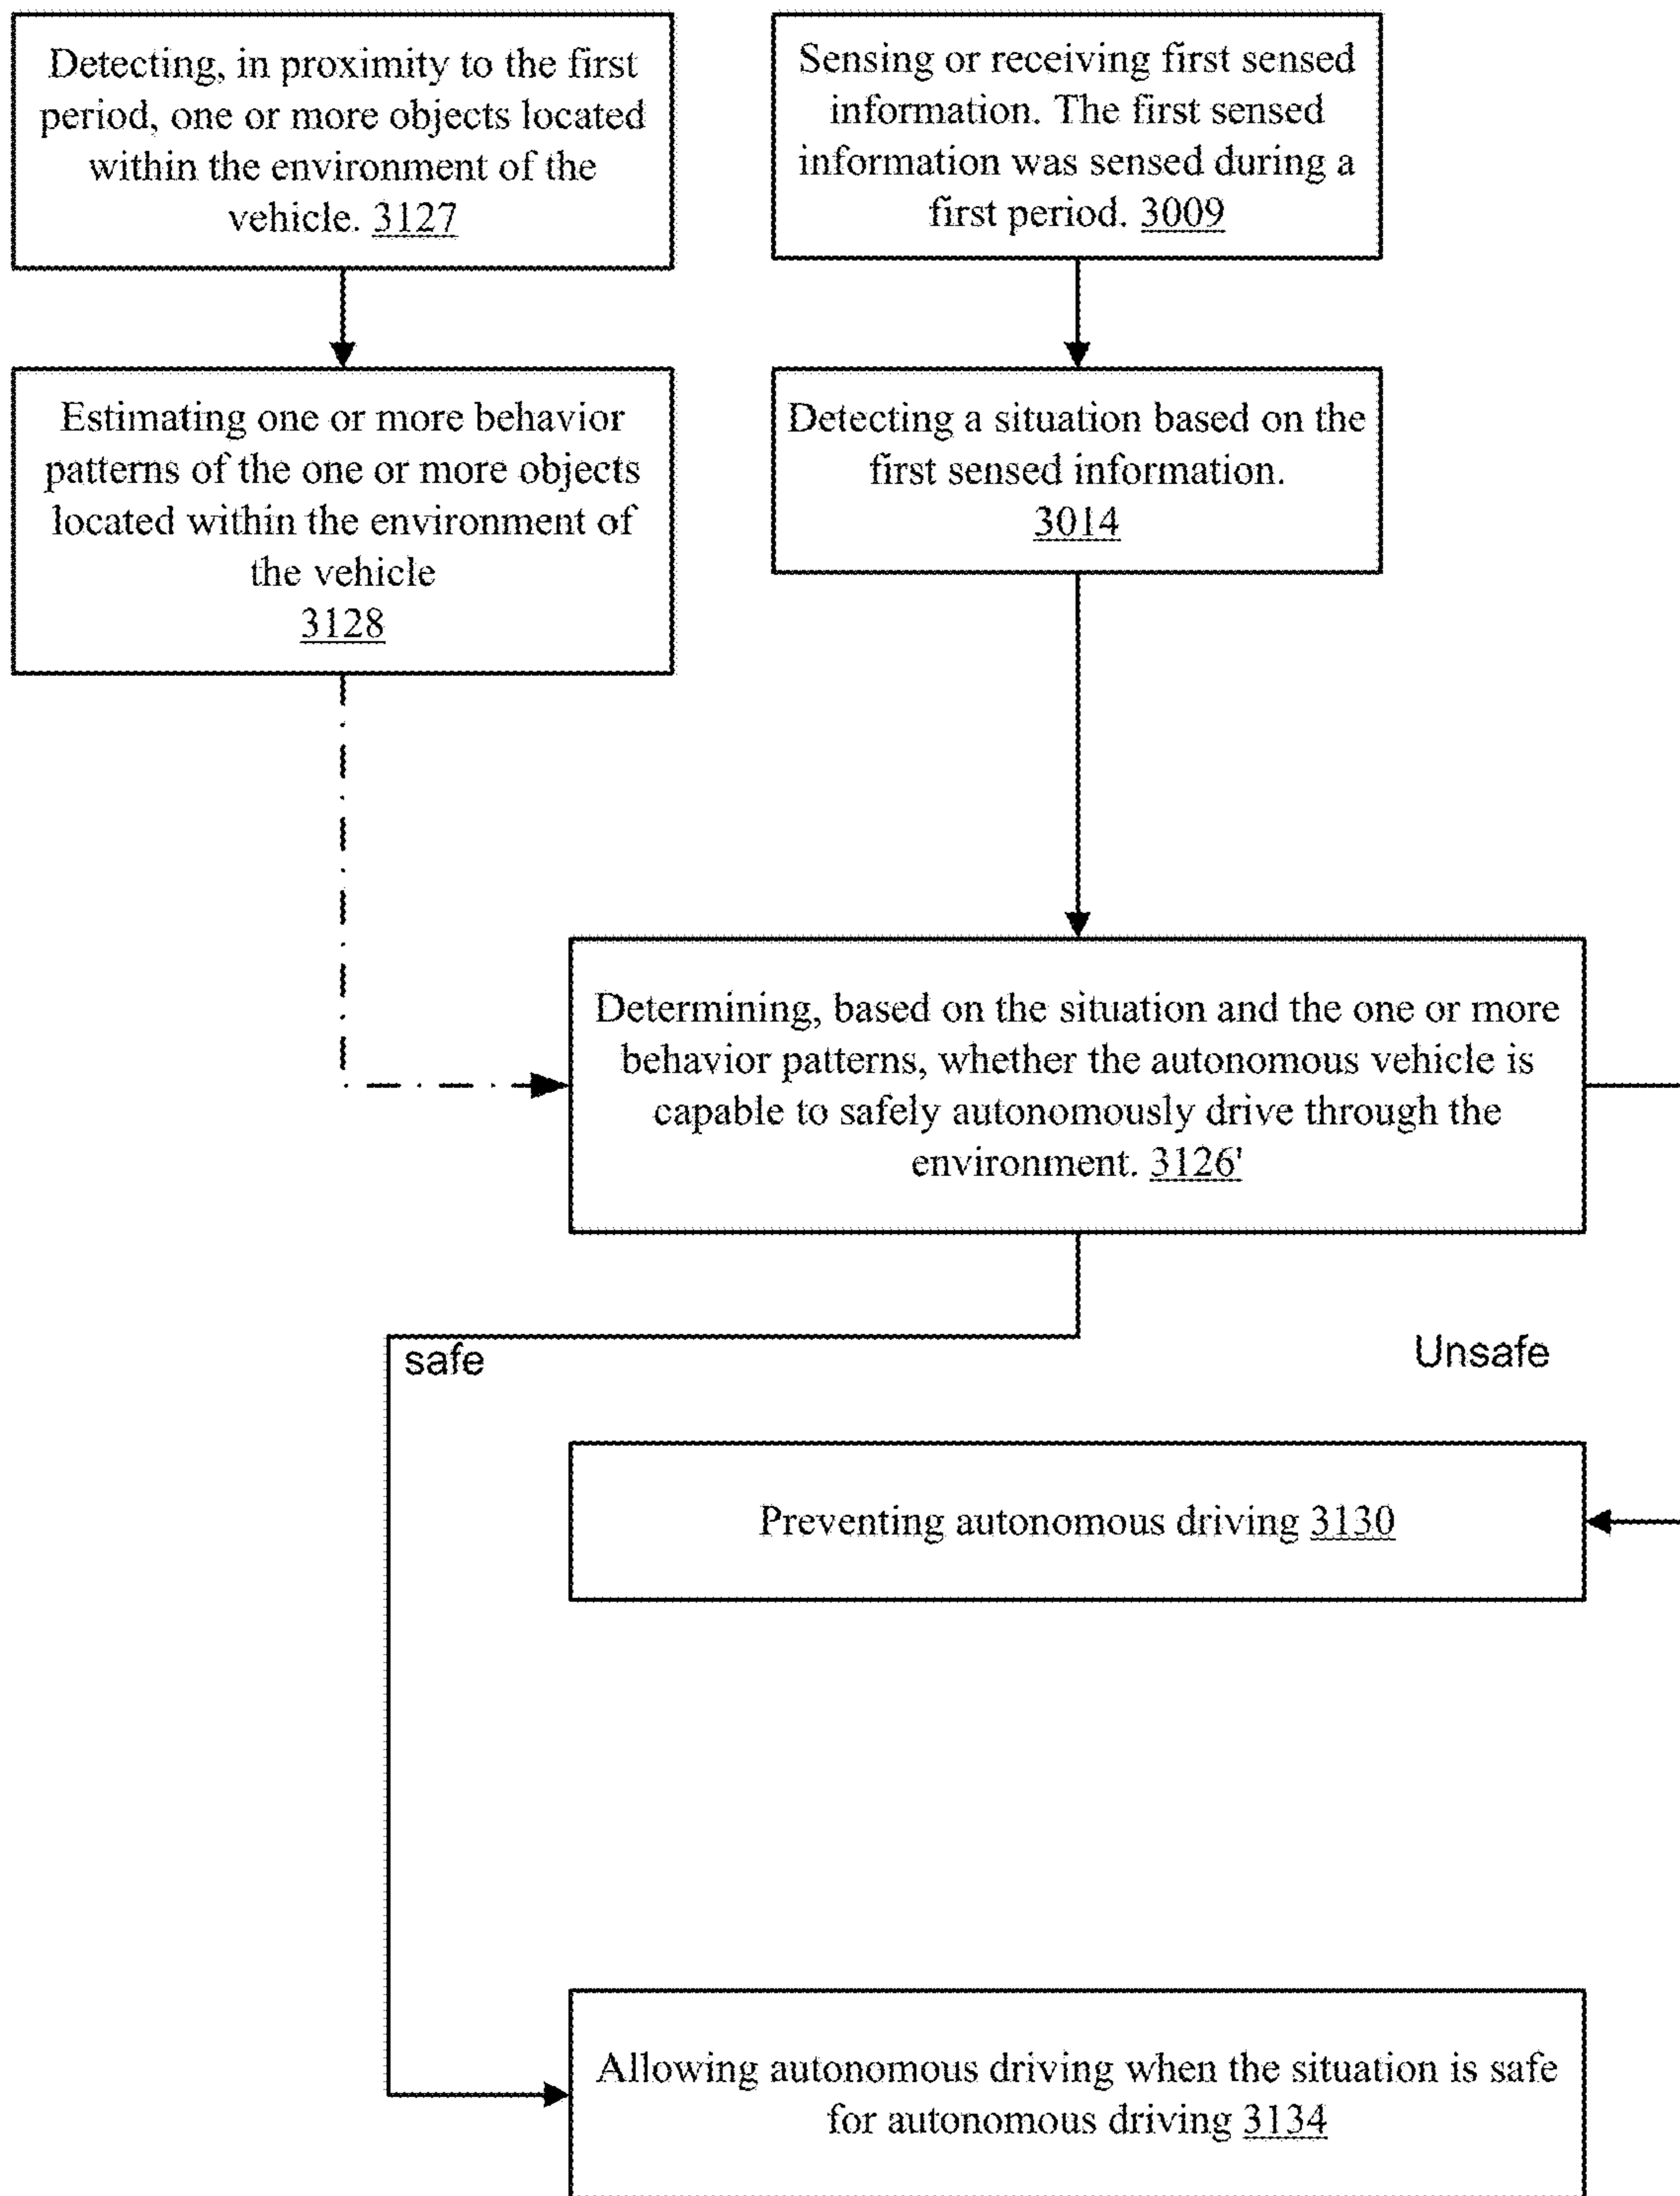 Detecting, in proximity to the first
period, one or more objects located
within the environment of the
vehicle. 3127
Sensing or receiving first sensed
information. The first sensed
information was sensed during a
first period. 3009
Estimating one or more behavior
patterns of the one or more objects
located within the environment of
the vehicle
3128
Detecting a situation based on the
first sensed information.
3014
Determining, based on the situation and the one or more
behavior patterns, whether the autonomous vehicle is
capable to safely autonomously drive through the
environment. 3126'
safe
Unsafe
Preventing autonomous driving 3130
Allowing autonomous driving when the situation is safe
for autonomous driving 3134